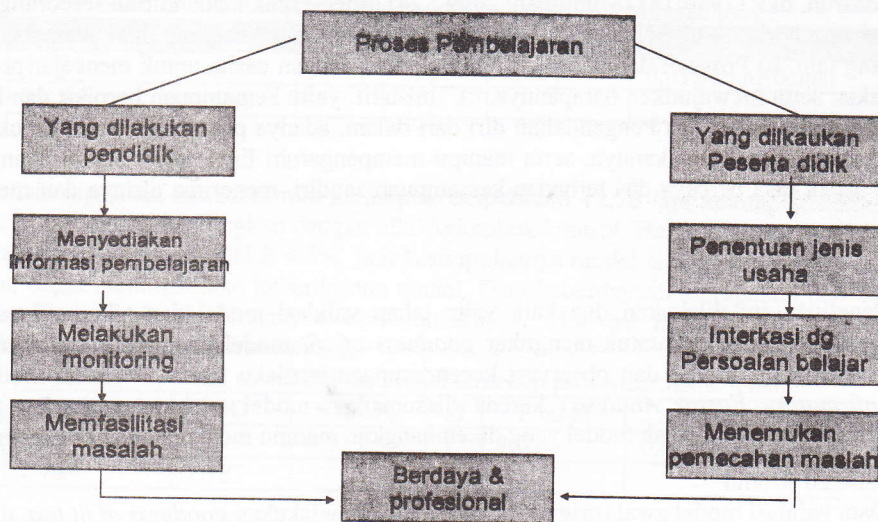 Proses Pembelajaran
Yang dilakukan
pendidik
Menyediakan
informasi pembelajaran
Melakukan
monitoring
Memfasilitasi
masalah
Yang dilkaukan
Peserta didik
Penentuan jenis
usaha
Interkasi dg
Persoalan belajar
Menemukan
pemecahan maslah
Berdaya &
profesional